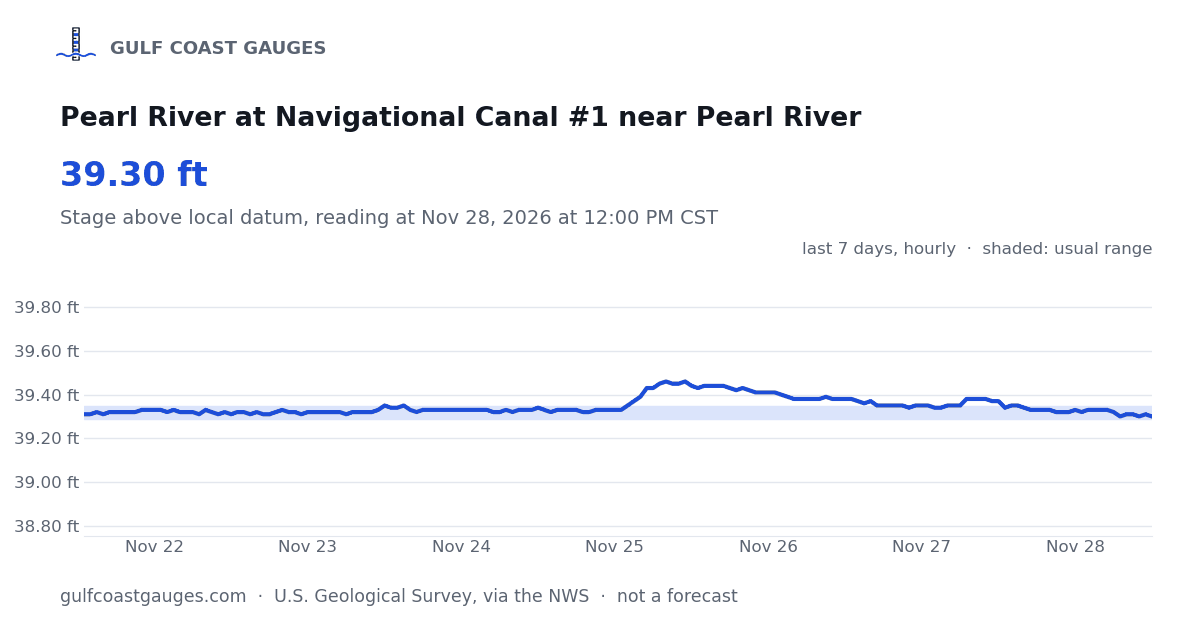 GULF COAST GAUGES
Pearl River at Navigational Canal #1 near Pearl River
39.30 ft
Stage above local datum, reading at Nov 28, 2026 at 12:00 PM CST
last 7 days, hourly · shaded: usual range
39.80 ft
39.60 ft
39.40 ft
39.20 ft
39.00 ft
38.80 ft
Nov 22 Nov 23 Nov 24 Nov 25 Nov 26 Nov 27 Nov 28
gulfcoastgauges.com · U.S. Geological Survey, via the NWS · not a forecast